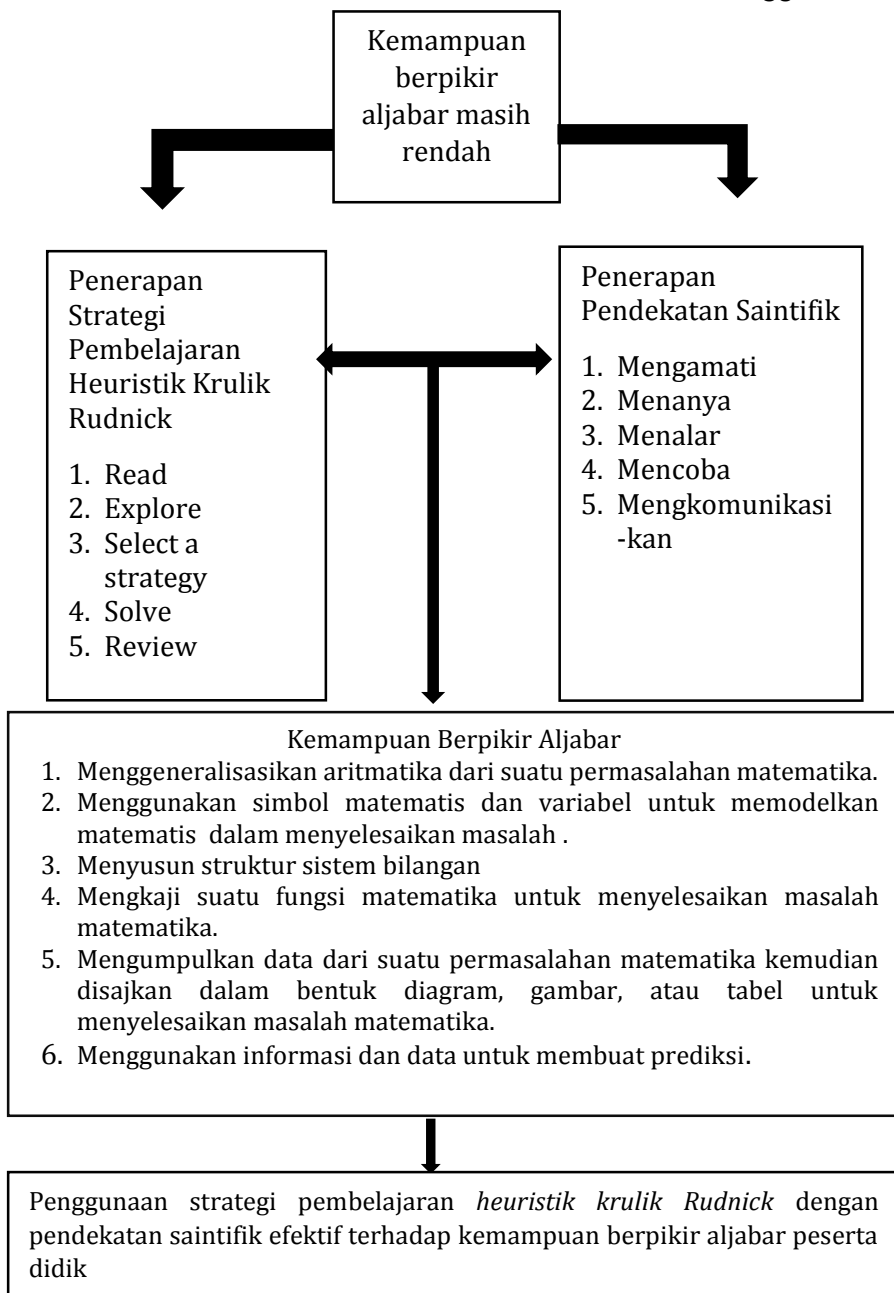 Kemampuan
berpikir
aljabar masih
rendah
Penerapan
Strategi
Pembelajaran
Heuristik Krulik
Rudnick
1. Read
2. Explore
3. Select a
strategy
4. Solve
5. Review
Penerapan
Pendekatan Saintifik
1. Mengamati
2. Menanya
3. Menalar
4. Mencoba
5. Mengkomunikasi
-kan
Kemampuan Berpikir Aljabar
1. Menggeneralisasikan aritmatika dari suatu permasalahan matematika.
2. Menggunakan simbol matematis dan variabel untuk memodelkan
matematis dalam menyelesaikan masalah .
3. Menyusun struktur sistem bilangan
4. Mengkaji suatu fungsi matematika untuk menyelesaikan masalah
matematika.
5. Mengumpulkan data dari suatu permasalahan matematika kemudian
disajkan dalam bentuk diagram, gambar, atau tabel untuk
menyelesaikan masalah matematika.
6. Menggunakan informasi dan data untuk membuat prediksi.
Penggunaan strategi pembelajaran heuristik krulik Rudnick dengan
pendekatan saintifik efektif terhadap kemampuan berpikir aljabar peserta
didik